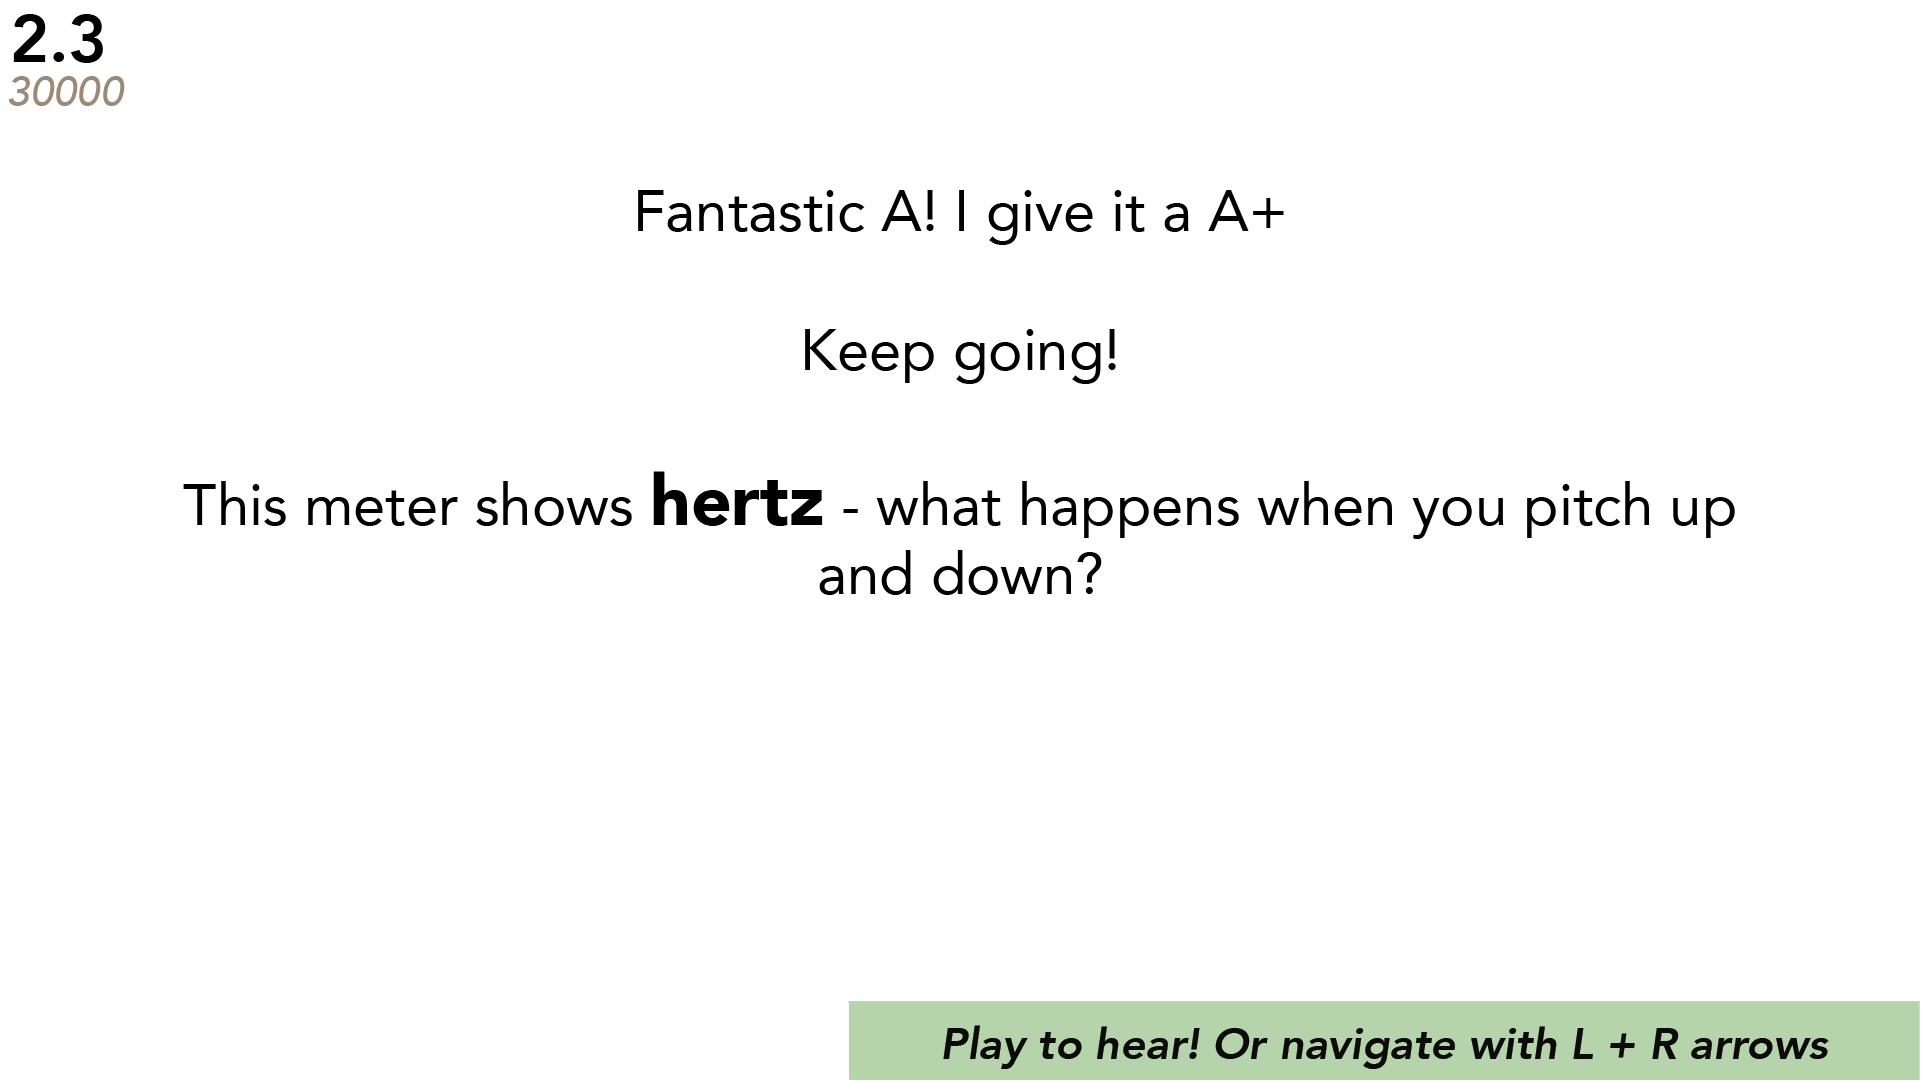 2.3
30000
Fantastic A! I give it a A+
Keep going!
This meter shows hertz - what happens when you pitch up
and down?
Play to hear! Or navigate with L + R arrows